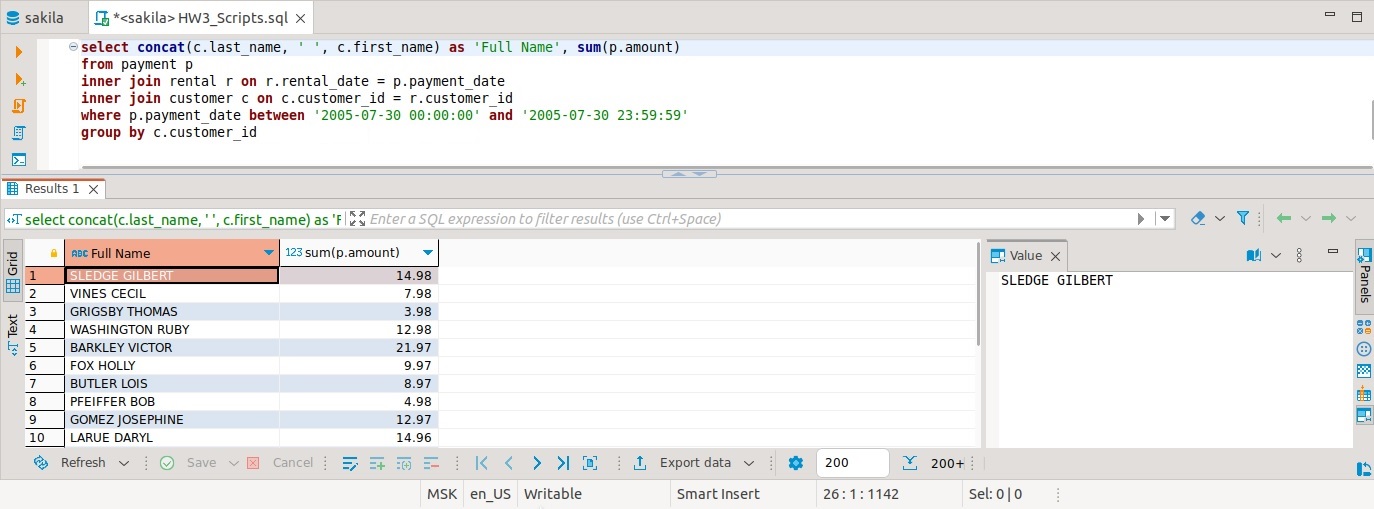 sakila
*<sakila> HW3_Scripts.sql
select concat(c.last_name, ' ', c.first_name) as 'Full Name', sum(p.amount)
from payment p
inner join rental r on r.rental_date = p.payment_date
inner join customer c on c.customer_id = r.customer_id
where p.payment_date between '2005-07-30 00:00:00' and '2005-07-30 23:59:59'
group by c.customer_id
Results 1
select concat(c.last_name, ' ', c.first_name) as 'F
Enter a SQL expression to filter results (use Ctrl+Space)
Grid
Text
ABC Full Name
123 sum(p.amount)
1 SLEDGE GILBERT 14.98
2 VINES CECIL 7.98
3 GRIGSBY THOMAS 3.98
4 WASHINGTON RUBY 12.98
5 BARKLEY VICTOR 21.97
6 FOX HOLLY 9.97
7 BUTLER LOIS 8.97
8 PFEIFFER BOB 4.98
9 GOMEZ JOSEPHINE 12.97
10 LARUE DARYL 14.96
Value
SLEDGE GILBERT
Panels
Refresh Save Cancel Export data 200 200+
MSK en_US Writable Smart Insert 26 : 1 : 1142 Sel: 0 | 0